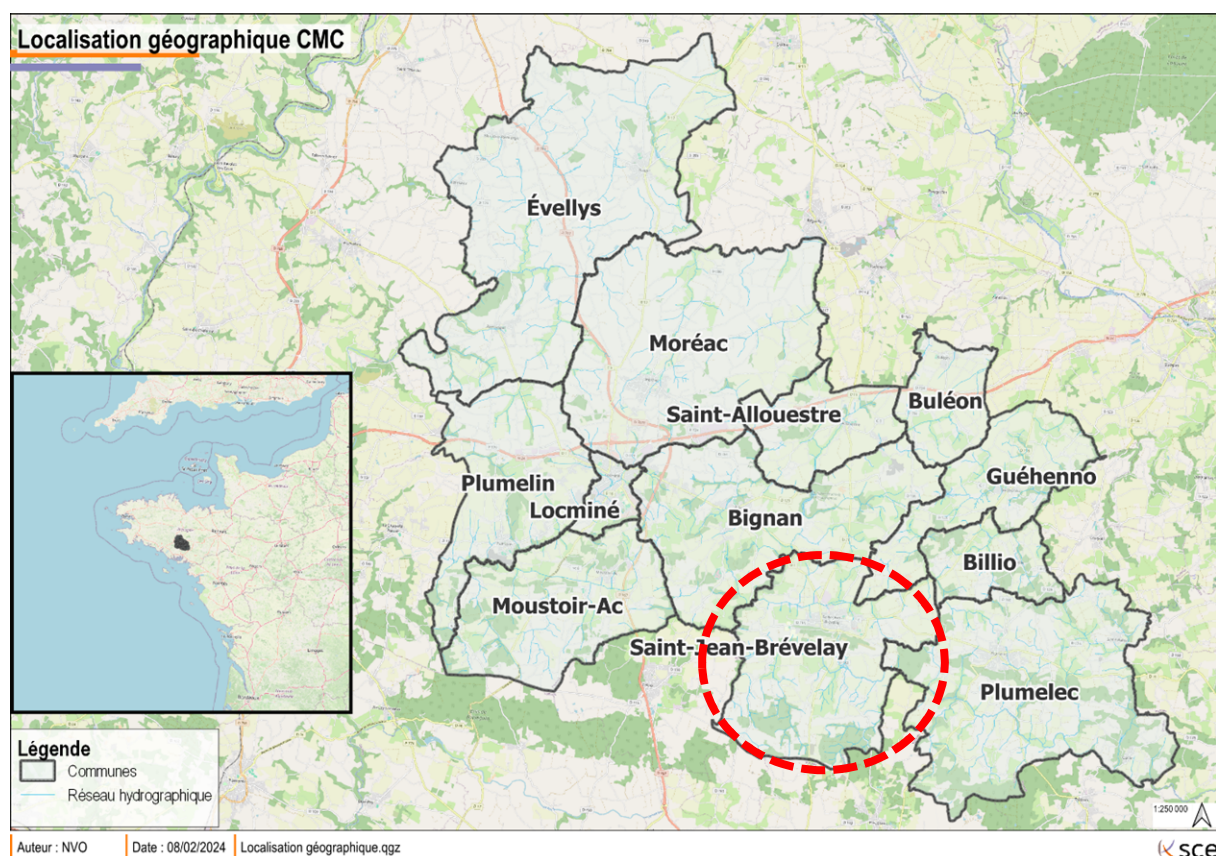 Localisation géographique CMC
Évellys
Moréac
Saint-Allouestre
Buléon
Guéhenno
Plumelin
Locminé
Bignan
Billio
Moustoir-Ac
Saint-Jean-Brévelay
Plumelec
Légende
Communes
Réseau hydrographique
1:250 000
Auteur : NVO
Date : 08/02/2024
Localisation géographique.qgz
sce